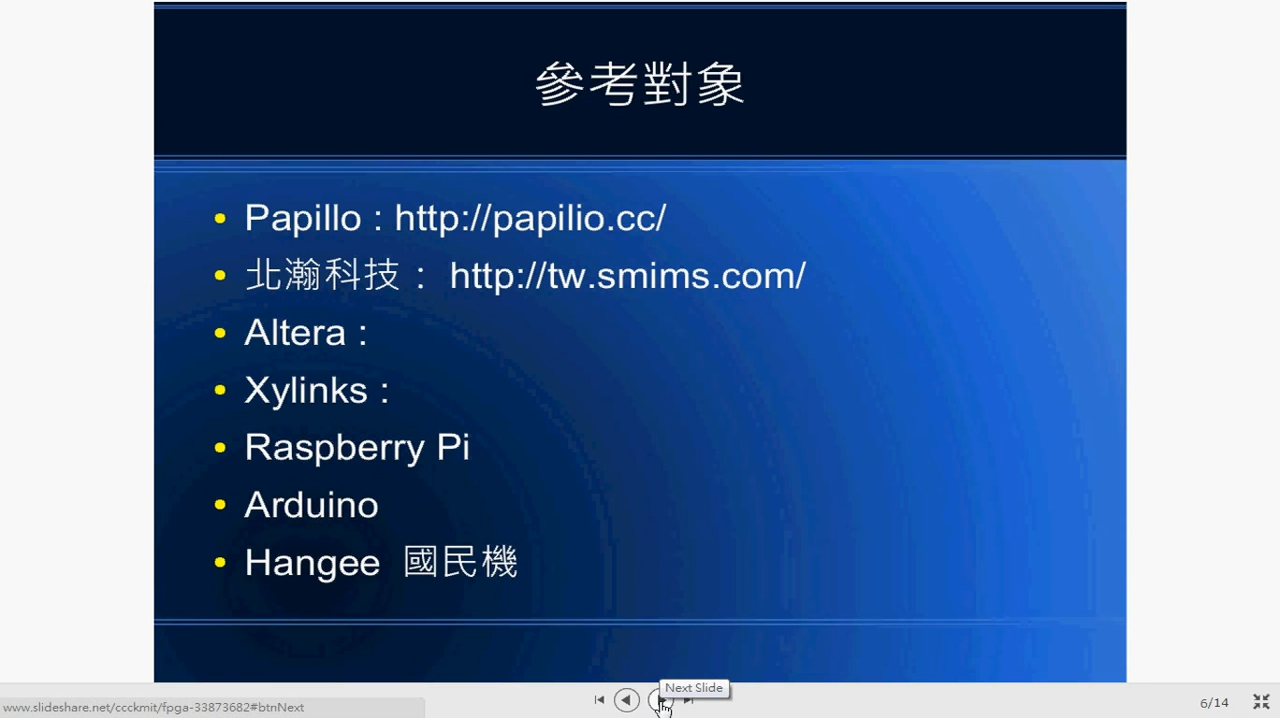 參考對象
Papillo : http://papilio.cc/
北瀚科技： http://tw.smims.com/
Altera :
Xylinks :
Raspberry Pi
Arduino
Hangee 國民機
Next Slide
www.slideshare.net/ccckmit/fpga-33873682#btnNext
6/14